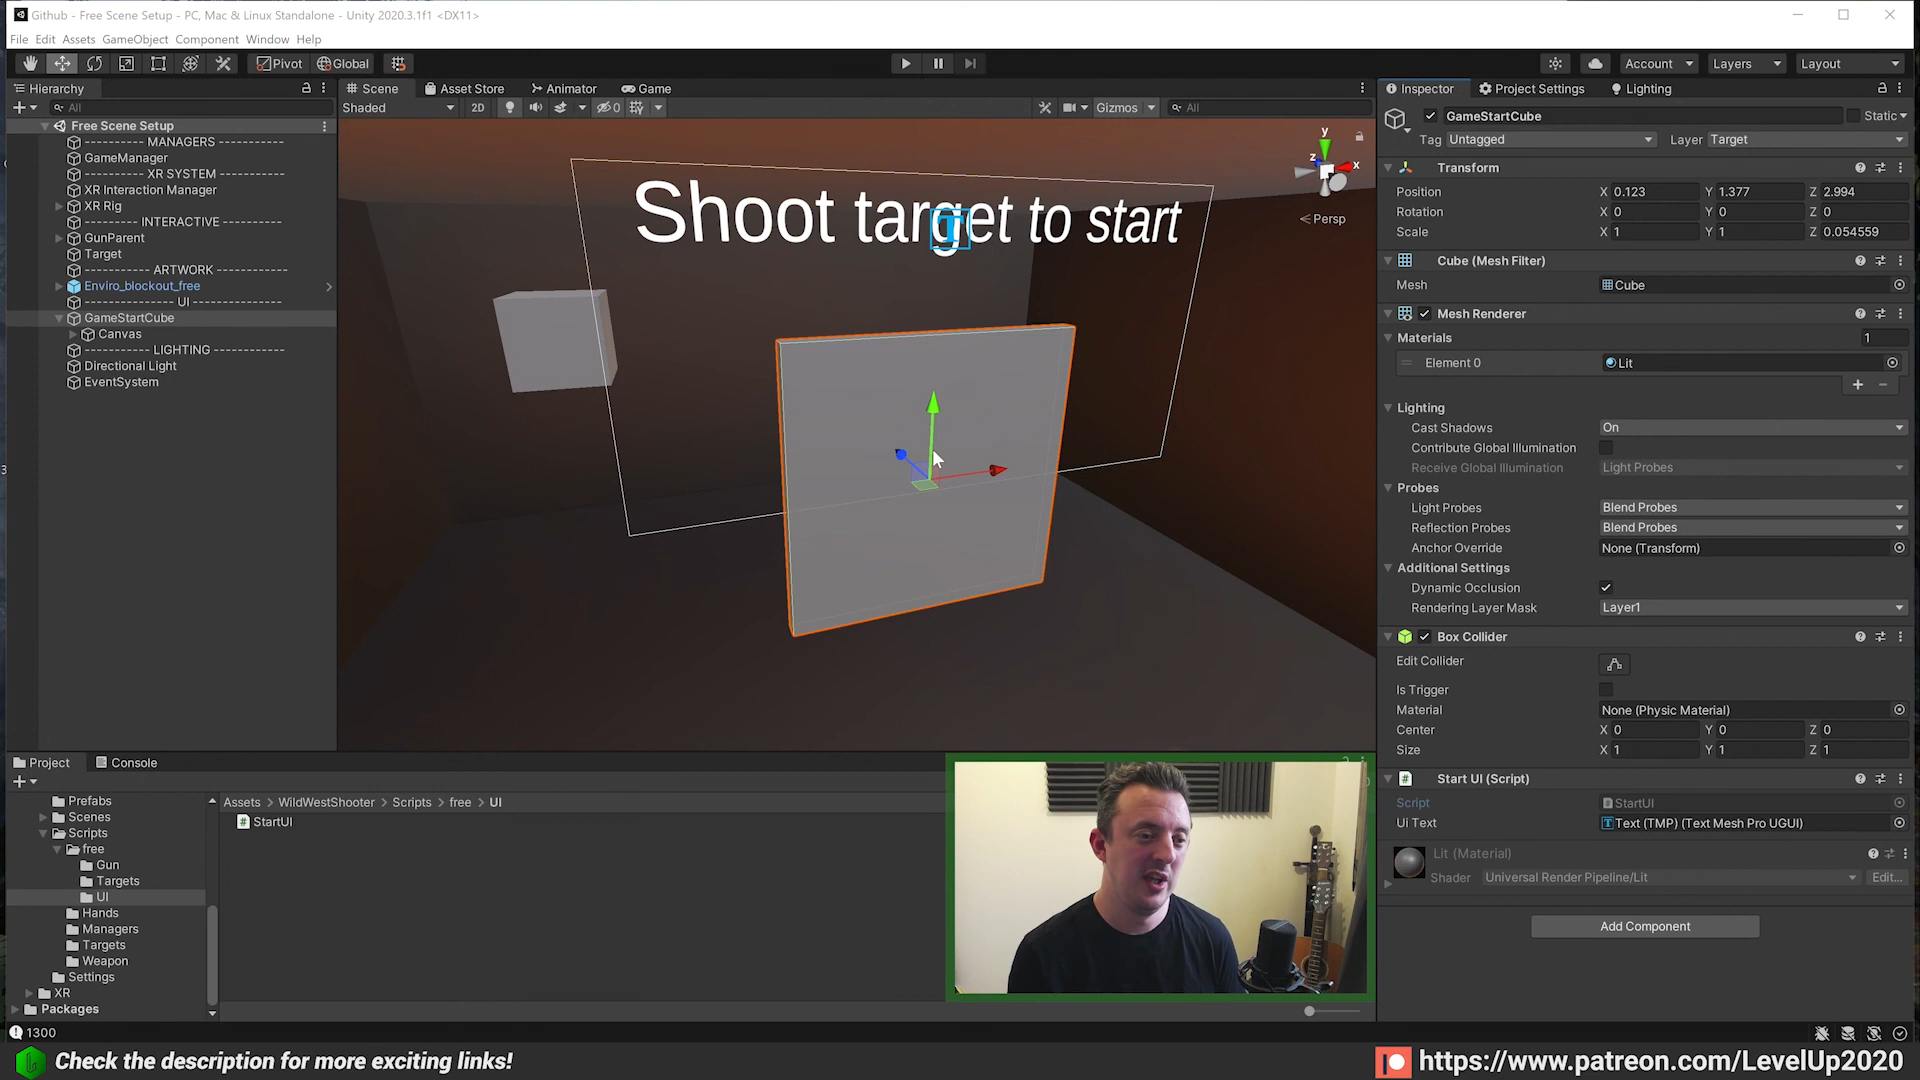 Github - Free Scene Setup - PC, Mac & Linux Standalone - Unity 2020.3.1f1 <DX11>
File Edit Assets GameObject Component Window Help
Pivot Global Account Layers Layout
Hierarchy
All
Free Scene Setup
----------- MANAGERS -----------
GameManager
----------- XR SYSTEM -----------
XR Interaction Manager
XR Rig
----------- INTERACTIVE -----------
GunParent
Target
----------- ARTWORK -----------
Enviro_blockout_free
--------------- UI ---------------
GameStartCube
Canvas
----------- LIGHTING -----------
Directional Light
EventSystem
Scene Asset Store Animator Game
Shaded 2D 0 Gizmos All
Shoot target to start
y
z
x
Persp
Inspector Project Settings Lighting
GameStartCube Static
Tag Untagged Layer Target
Transform
Position X 0.123 Y 1.377 Z 2.994
Rotation X 0 Y 0 Z 0
Scale X 1 Y 1 Z 0.054559
Cube (Mesh Filter)
Mesh Cube
Mesh Renderer
Materials 1
Element 0 Lit
Lighting
Cast Shadows On
Contribute Global Illumination
Receive Global Illumination Light Probes
Probes
Light Probes Blend Probes
Reflection Probes Blend Probes
Anchor Override None (Transform)
Additional Settings
Dynamic Occlusion
Rendering Layer Mask Layer1
Box Collider
Edit Collider
Is Trigger
Material None (Physic Material)
Center X 0 Y 0 Z 0
Size X 1 Y 1 Z 1
Start UI (Script)
Script StartUI
Ui Text Text (TMP) (Text Mesh Pro UGUI)
Lit (Material)
Shader Universal Render Pipeline/Lit Edit...
Add Component
Project Console
Prefabs
Scenes
Scripts
free
Gun
Targets
UI
Hands
Managers
Targets
Weapon
Settings
XR
Packages
Assets > WildWestShooter > Scripts > free > UI
StartUI
1300
Check the description for more exciting links!
https://www.patreon.com/LevelUp2020